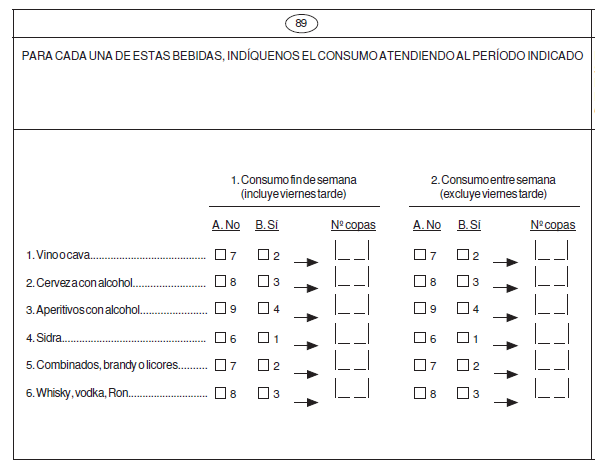 89
PARA CADA UNA DE ESTAS BEBIDAS, INDÍQUENOS EL CONSUMO ATENDIENDO AL PERÍODO INDICADO
1. Consumo fin de semana 2. Consumo entre semana
(incluye viernes tarde) (excluye viernes tarde)
A. No B. Sí Nº copas A. No B. Sí Nº copas
1. Vino o cava........................................ 7 2 7 2
2. Cerveza con alcohol......................... 8 3 8 3
3. Aperitivos con alcohol....................... 9 4 9 4
4. Sidra.................................................. 6 1 6 1
5. Combinados, brandy o licores.......... 7 2 7 2
6. Whisky, vodka, Ron........................... 8 3 8 3